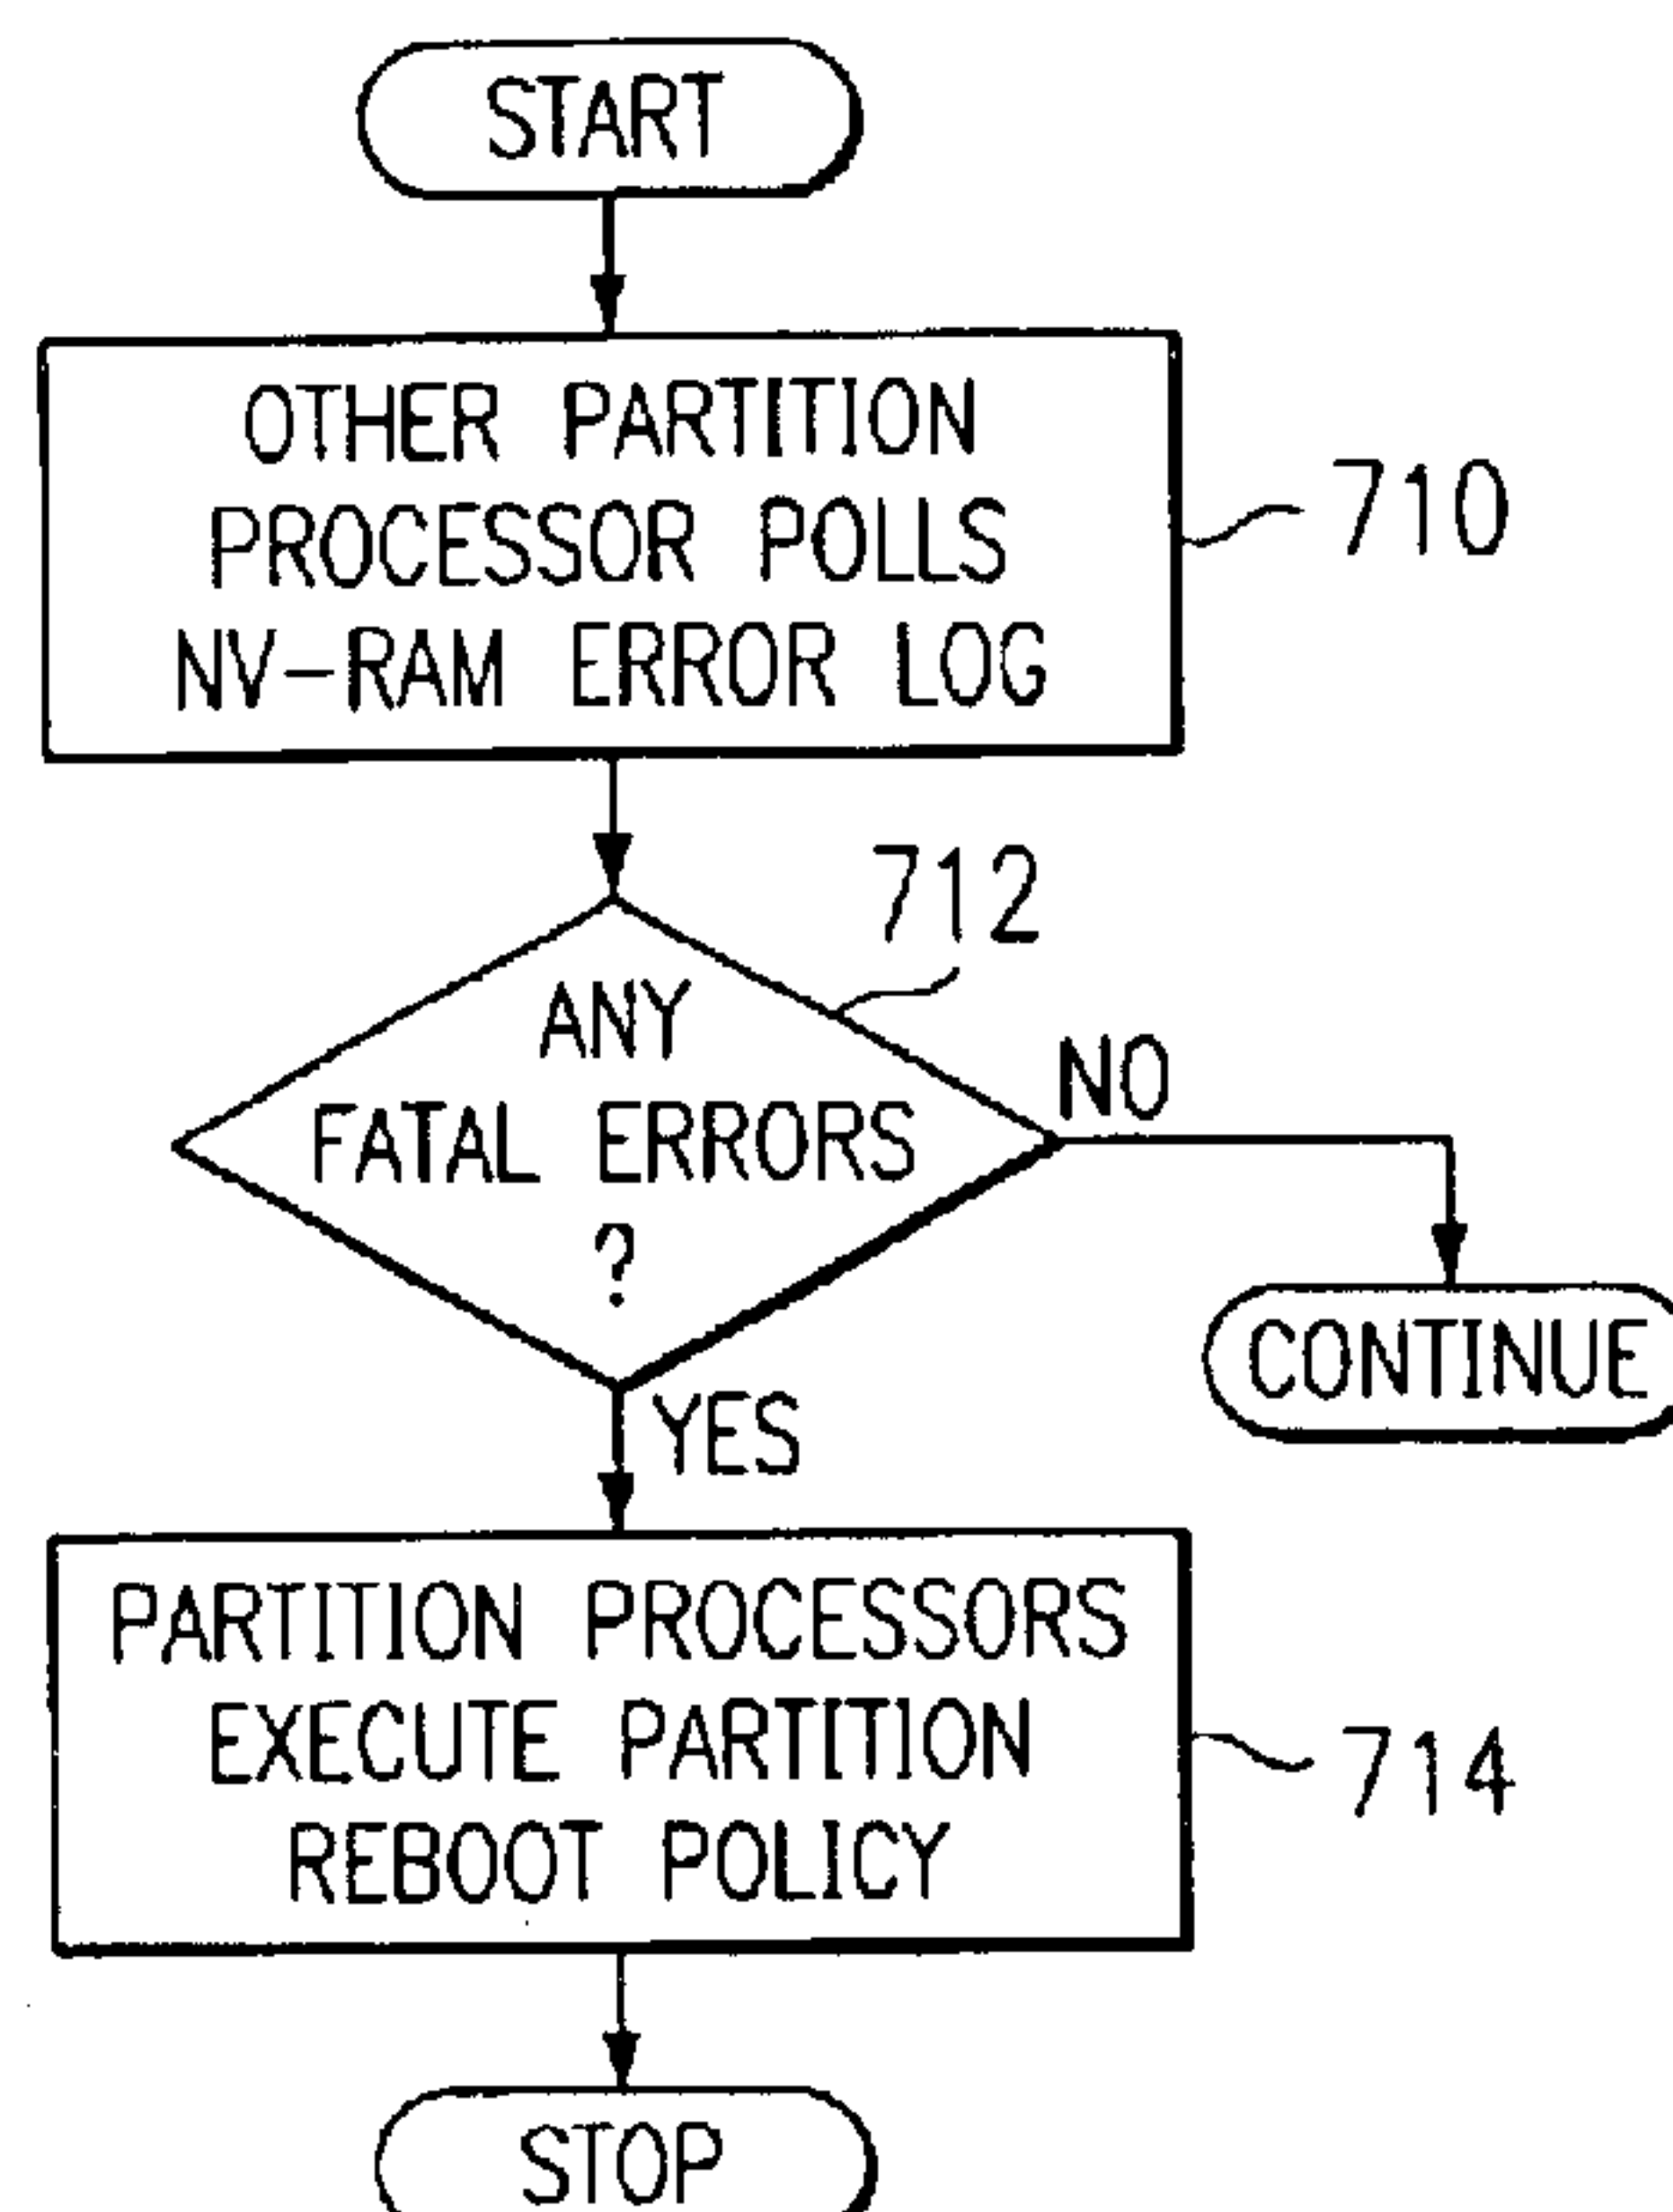 START
OTHER PARTITION
PROCESSOR POLLS
NV-RAM ERROR LOG
710
712
ANY
FATAL ERRORS
?
NO
CONTINUE
YES
PARTITION PROCESSORS
EXECUTE PARTITION
REBOOT POLICY
714
STOP